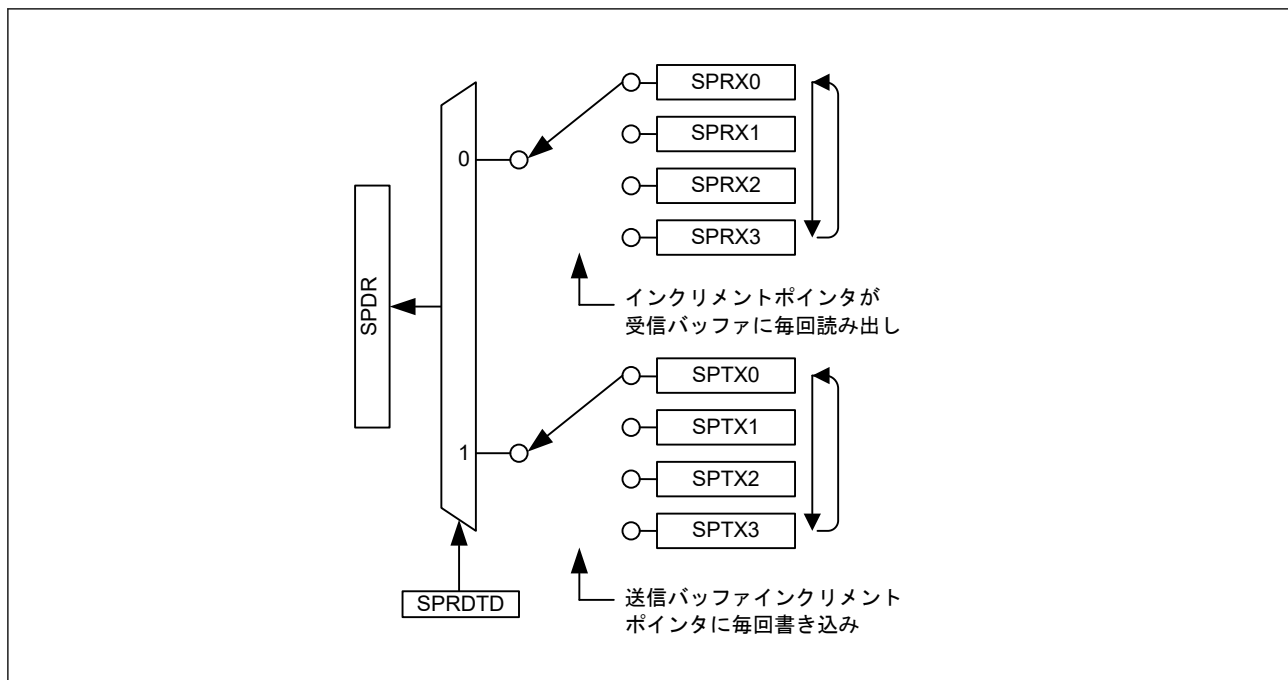 SPRX0
SPRX1
SPRX2
SPRX3
0
SPDR
インクリメントポインタが
受信バッファに毎回読み出し
SPTX0
SPTX1
SPTX2
SPTX3
1
SPRDTD
送信バッファインクリメント
ポインタに毎回書き込み